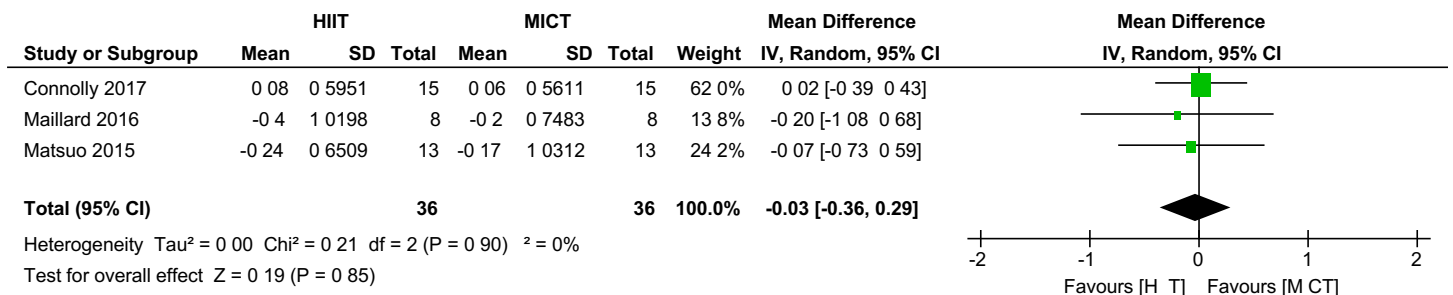 HIIT MICT Mean Difference Mean Difference
Study or Subgroup Mean SD Total Mean SD Total Weight IV, Random, 95% CI IV, Random, 95% CI
Connolly 2017 0 08 0 5951 15 0 06 0 5611 15 62 0% 0 02 [-0 39 0 43]
Maillard 2016 -0 4 1 0198 8 -0 2 0 7483 8 13 8% -0 20 [-1 08 0 68]
Matsuo 2015 -0 24 0 6509 13 -0 17 1 0312 13 24 2% -0 07 [-0 73 0 59]
Total (95% CI) 36 36 100.0% -0.03 [-0.36, 0.29]
Heterogeneity Tau² = 0 00 Chi² = 0 21 df = 2 (P = 0 90) ² = 0%
Test for overall effect Z = 0 19 (P = 0 85)
-2 -1 0 1 2
Favours [H T] Favours [M CT]